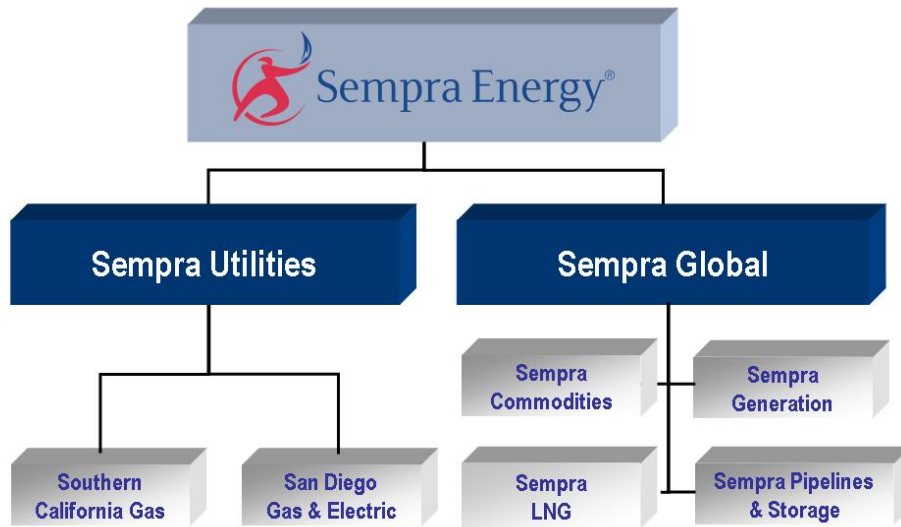 Sempra Energy®
Sempra Utilities
Sempra Global
Sempra
Commodities
Sempra
Generation
Southern
California Gas
San Diego
Gas & Electric
Sempra
LNG
Sempra Pipelines
& Storage